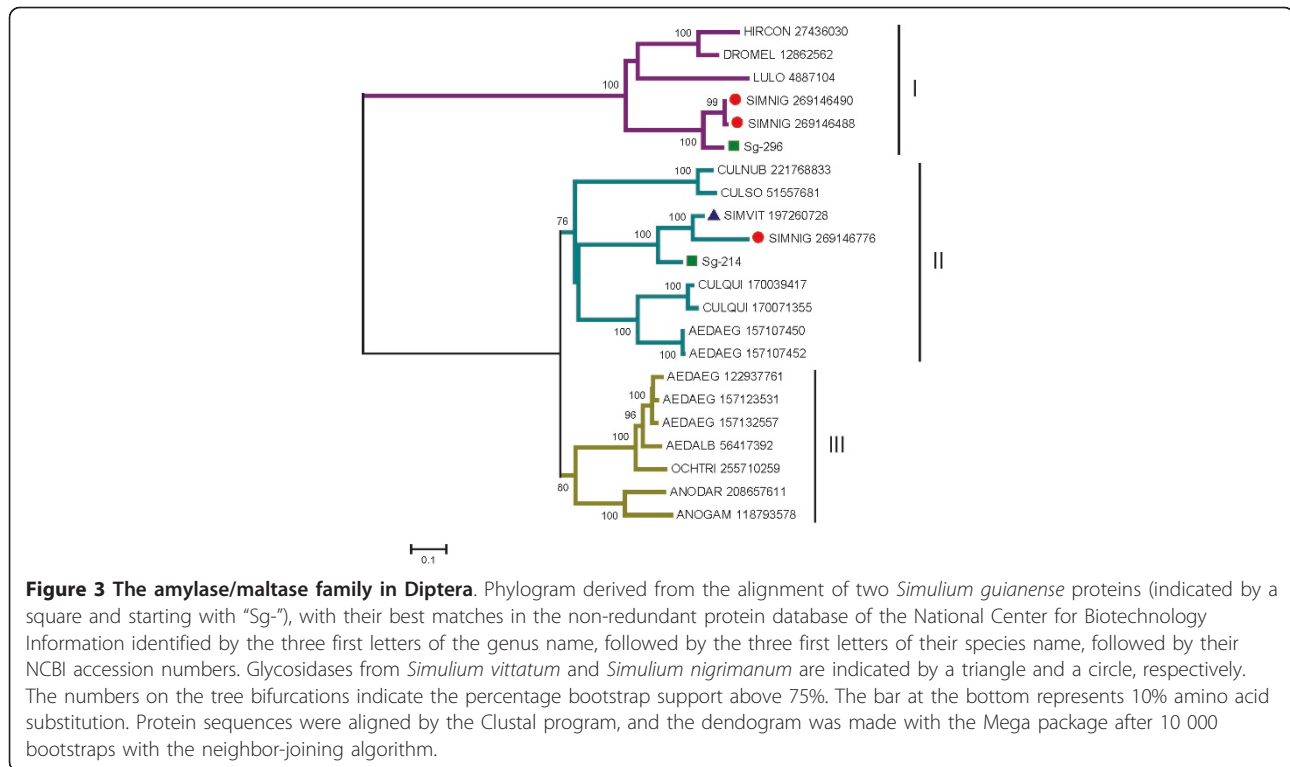 100
HIRCON 27436030
DROMEL 12862562
100
LULO 4887104
99
SIMNIG 269146490
SIMNIG 269146488
100
Sg-296
I
100
CULNUB 221768833
CULSO 51557681
76
100
SIMVIT 197260728
100
SIMNIG 269146776
Sg-214
II
100
CULQUI 170039417
CULQUI 170071355
100
AEDAEG 157107450
100
AEDAEG 157107452
AEDAEG 122937761
100
AEDAEG 157123531
96
AEDAEG 157132557
100
AEDALB 56417392
III
OCHTRI 255710259
80
ANODAR 208657611
100
ANOGAM 118793578
0.1
Figure 3 The amylase/maltase family in Diptera. Phylogram derived from the alignment of two Simulium guianense proteins (indicated by a
square and starting with “Sg-”), with their best matches in the non-redundant protein database of the National Center for Biotechnology
Information identified by the three first letters of the genus name, followed by the three first letters of their species name, followed by their
NCBI accession numbers. Glycosidases from Simulium vittatum and Simulium nigrimanum are indicated by a triangle and a circle, respectively.
The numbers on the tree bifurcations indicate the percentage bootstrap support above 75%. The bar at the bottom represents 10% amino acid
substitution. Protein sequences were aligned by the Clustal program, and the dendogram was made with the Mega package after 10 000
bootstraps with the neighbor-joining algorithm.